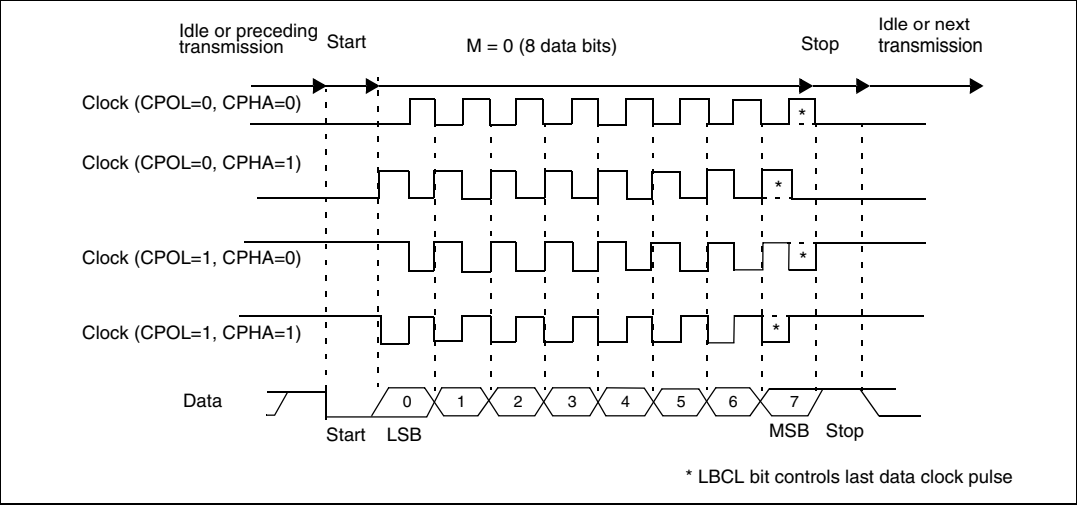 Idle or preceding
transmission
Start
M = 0 (8 data bits)
Stop
Idle or next
transmission
Clock (CPOL=0, CPHA=0)
*
Clock (CPOL=0, CPHA=1)
*
Clock (CPOL=1, CPHA=0)
*
Clock (CPOL=1, CPHA=1)
*
Data
0 1 2 3 4 5 6 7
Start LSB MSB Stop
* LBCL bit controls last data clock pulse